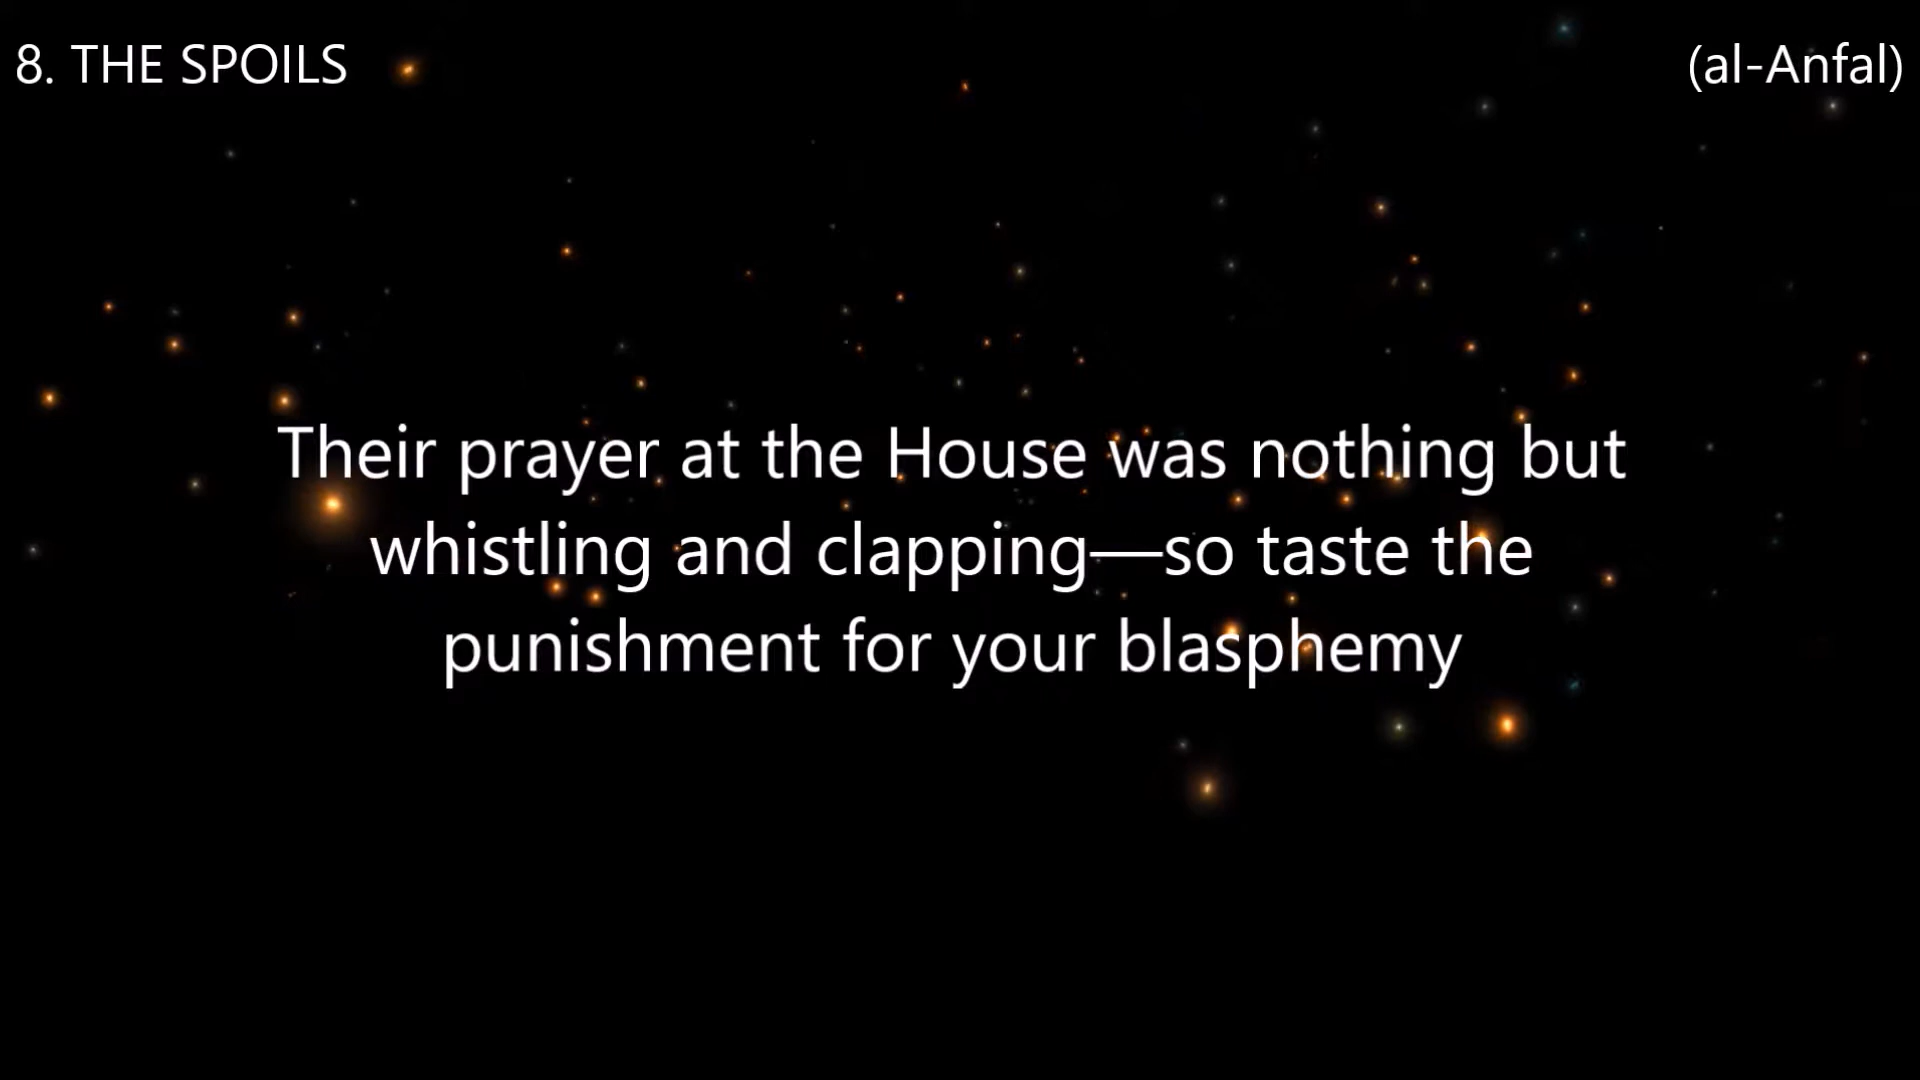 8. THE SPOILS
(al-Anfal)
Their prayer at the House was nothing but
whistling and clapping—so taste the
punishment for your blasphemy